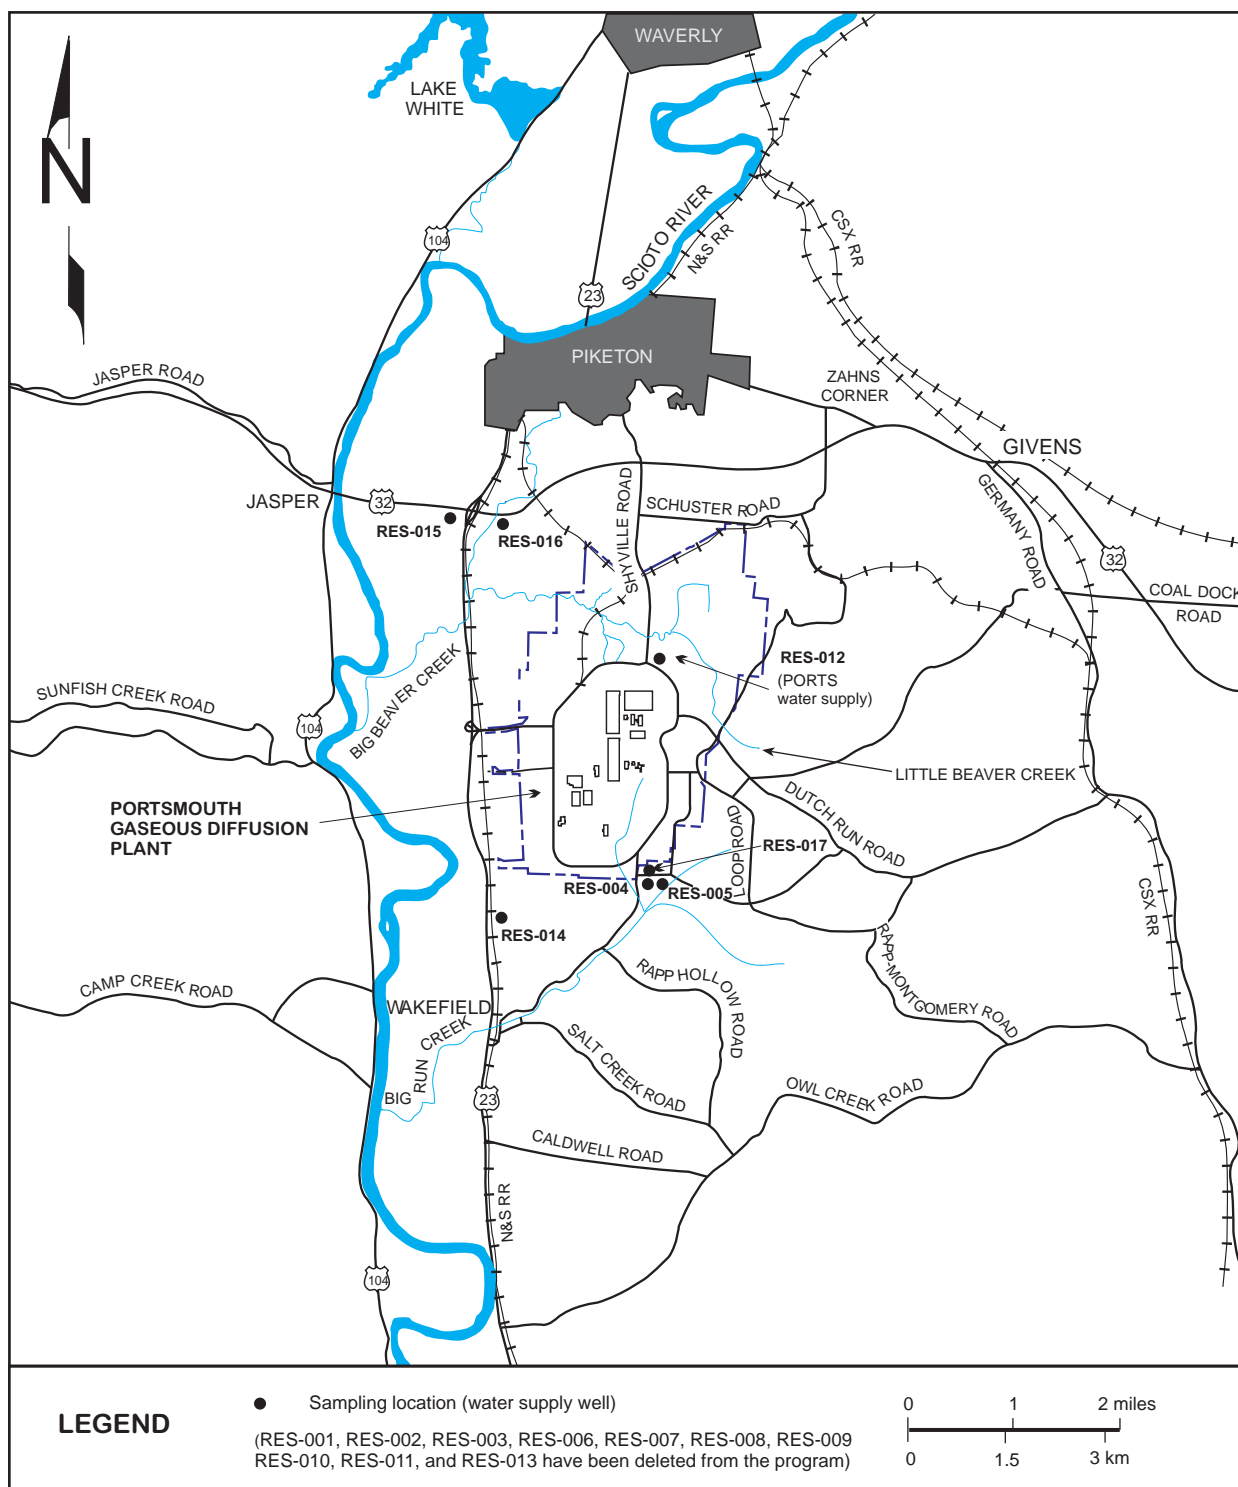 WAVERLY
LAKE
WHITE
N
SCIOTO RIVER
N&S RR
CSX RR
104
23
PIKETON
JASPER ROAD
ZAHNS
CORNER
GIVENS
JASPER
32
RES-015
RES-016
SHYVILLE ROAD
SCHUSTER ROAD
GERMANY ROAD
32
COAL DOCK
ROAD
RES-012
(PORTS
water supply)
SUNFISH CREEK ROAD
104
BIG BEAVER CREEK
LITTLE BEAVER CREEK
PORTSMOUTH
GASEOUS DIFFUSION
PLANT
DUTCH RUN ROAD
LOOP ROAD
RES-017
RES-004
RES-005
RES-014
CSX RR
RAPP-MONTGOMERY ROAD
RAPP HOLLOW ROAD
CAMP CREEK ROAD
WAKEFIELD
BIG RUN CREEK
SALT CREEK ROAD
OWL CREEK ROAD
23
CALDWELL ROAD
N&S RR
104
LEGEND
Sampling location (water supply well)
(RES-001, RES-002, RES-003, RES-006, RES-007, RES-008, RES-009
RES-010, RES-011, and RES-013 have been deleted from the program)
0 1 2 miles
0 1.5 3 km